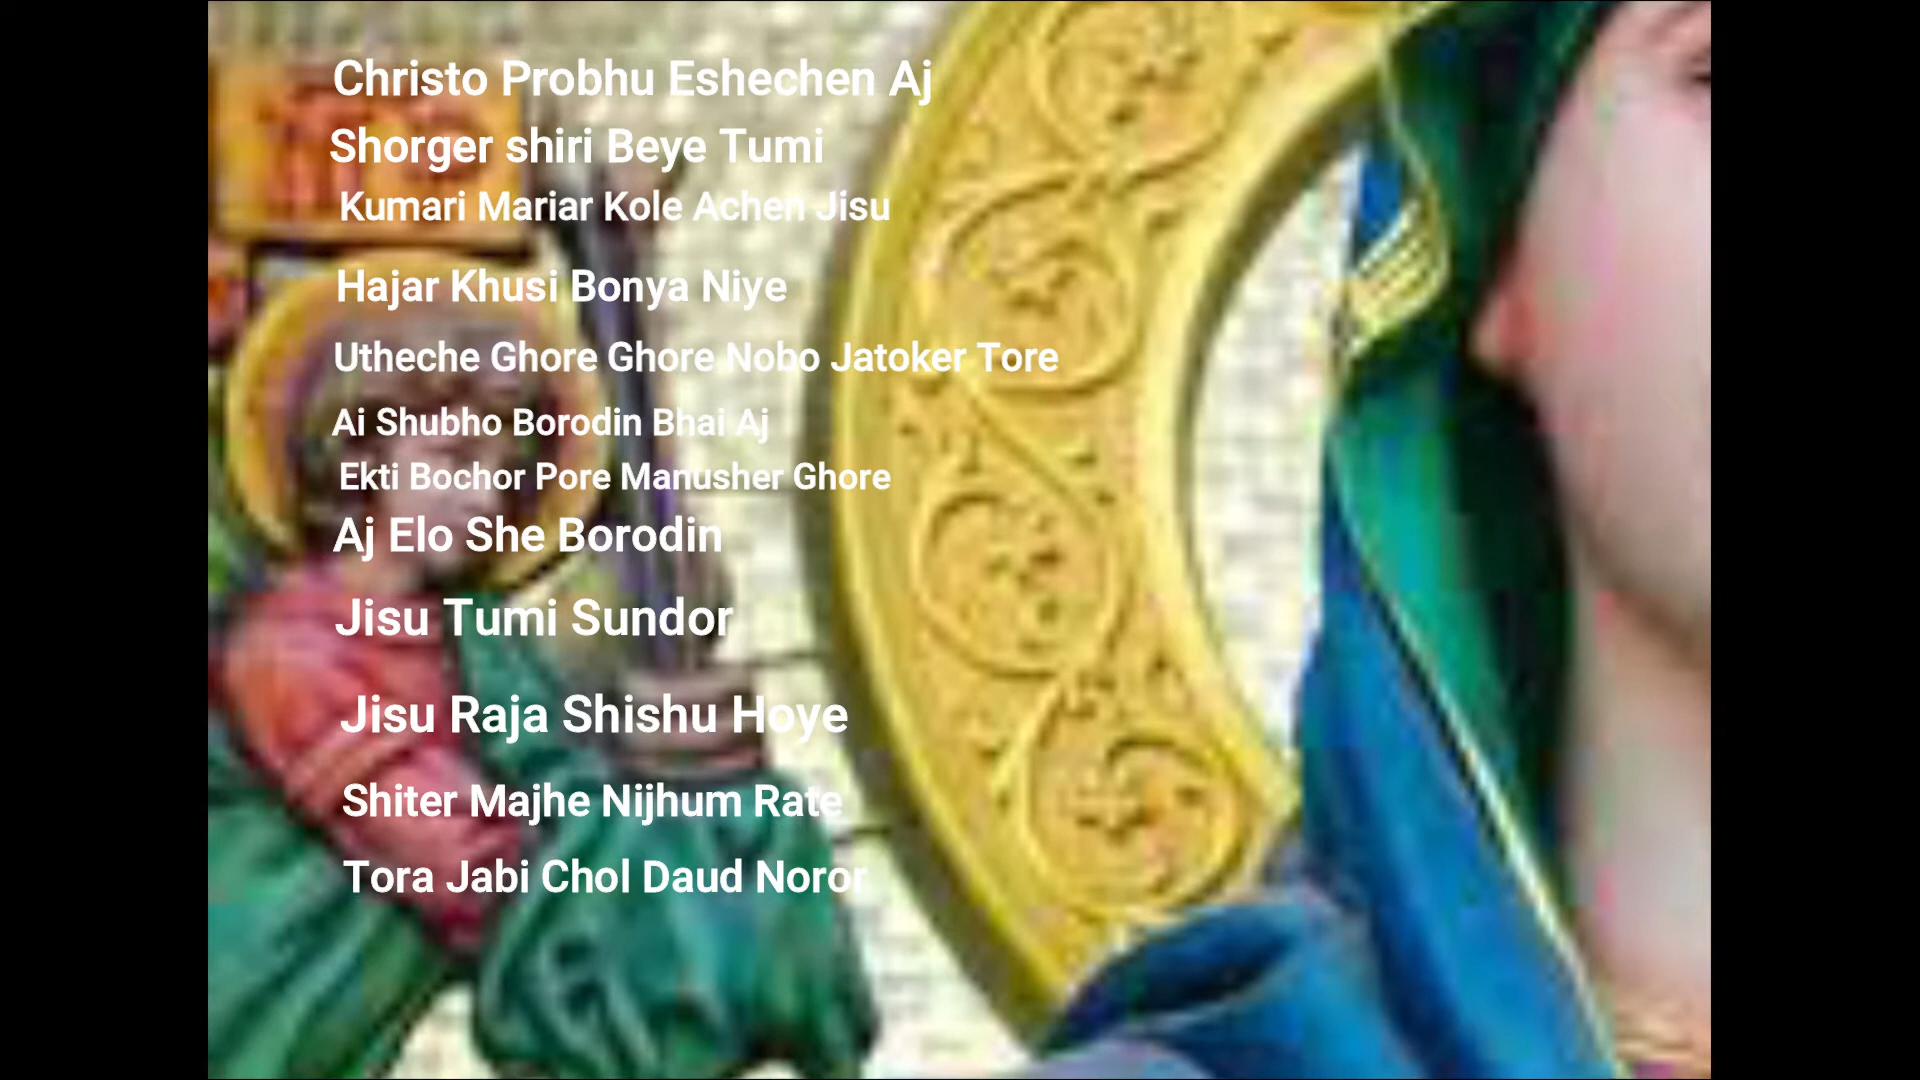 Christo Probhu Eshechen Aj
Shorger shiri Beye Tumi
Kumari Mariar Kole Achen Jisu
Hajar Khusi Bonya Niye
Utheche Ghore Ghore Nobo Jatoker Tore
Ai Shubho Borodin Bhai Aj
Ekti Bochor Pore Manusher Ghore
Aj Elo She Borodin
Jisu Tumi Sundor
Jisu Raja Shishu Hoye
Shiter Majhe Nijhum Rate
Tora Jabi Chol Daud Noror